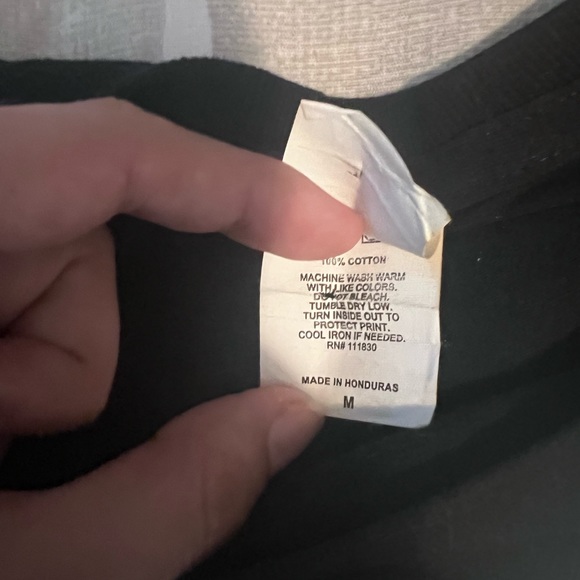 100% COTTON
MACHINE WASH WARM
WITH LIKE COLORS.
DO NOT BLEACH.
TUMBLE DRY LOW.
TURN INSIDE OUT TO
PROTECT PRINT.
COOL IRON IF NEEDED.
RN# 111830
MADE IN HONDURAS
M